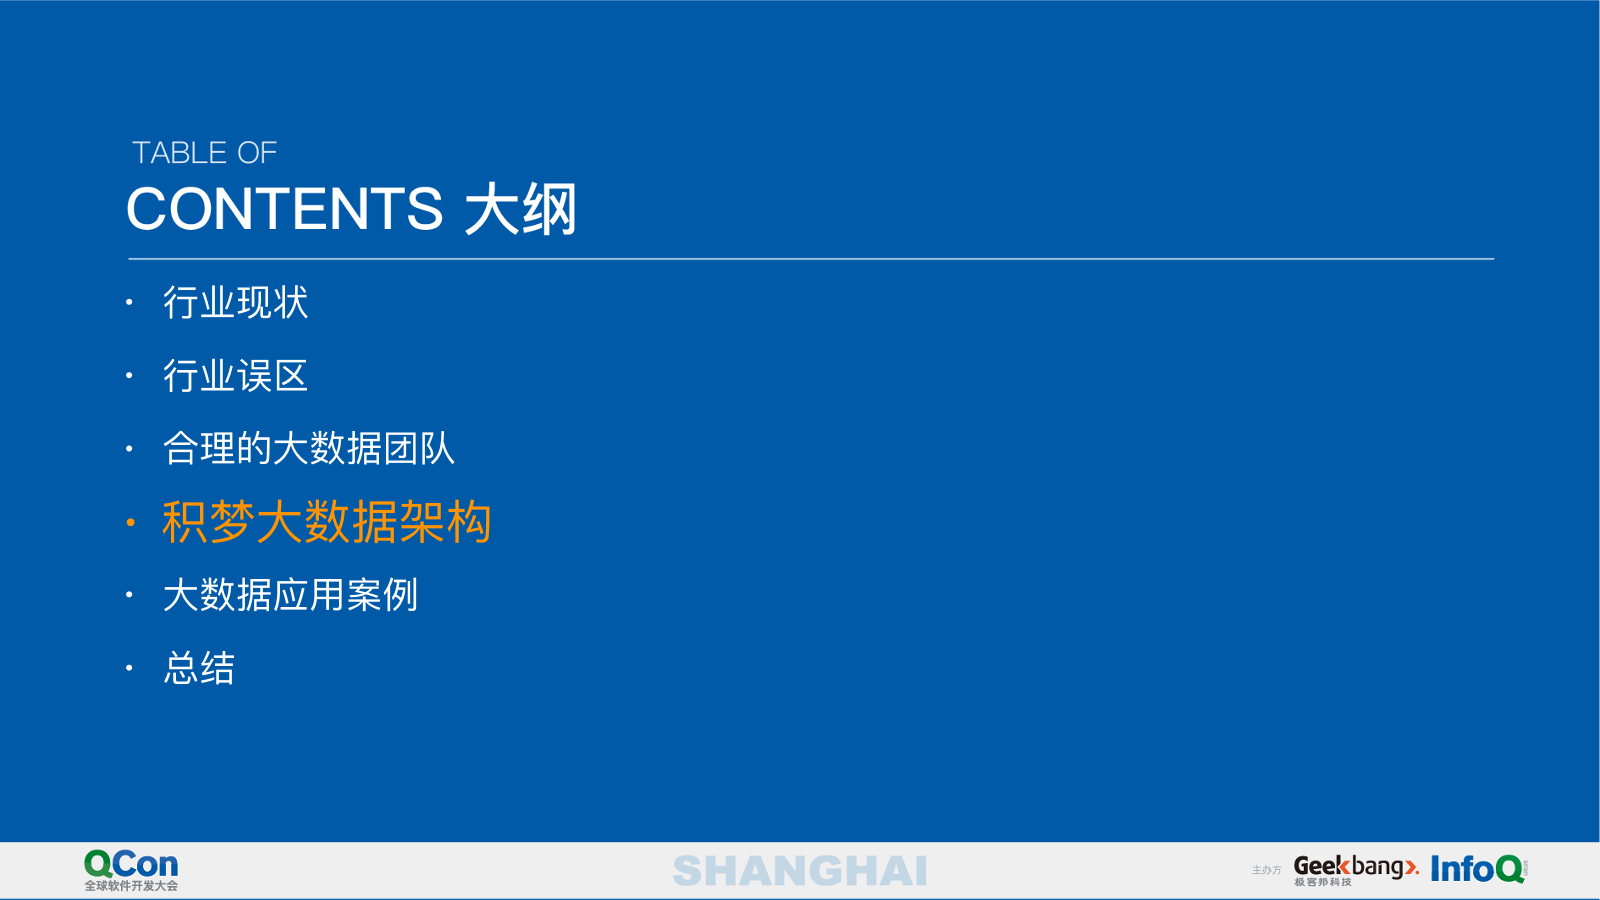 TABLE OF
CONTENTS 大纲
• 行业现状
• 行业误区
• 合理的大数据团队
• 积梦大数据架构
• 大数据应用案例
• 总结
QCon
全球软件开发大会
SHANGHAI
主办方
Geekbang>.
极客邦科技
InfoQ